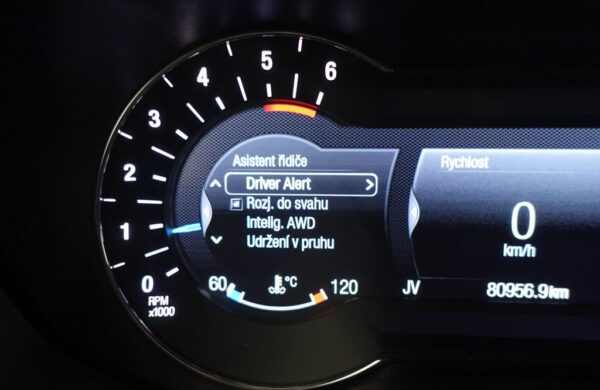 6
5
4
3
2
1
0
RPM
x1000
Asistent řidiče
Driver Alert
Rozj. do svahu
Intelig. AWD
Udržení v pruhu
60 °C 120
Rychlost
0
km/h
JV 80956.9km